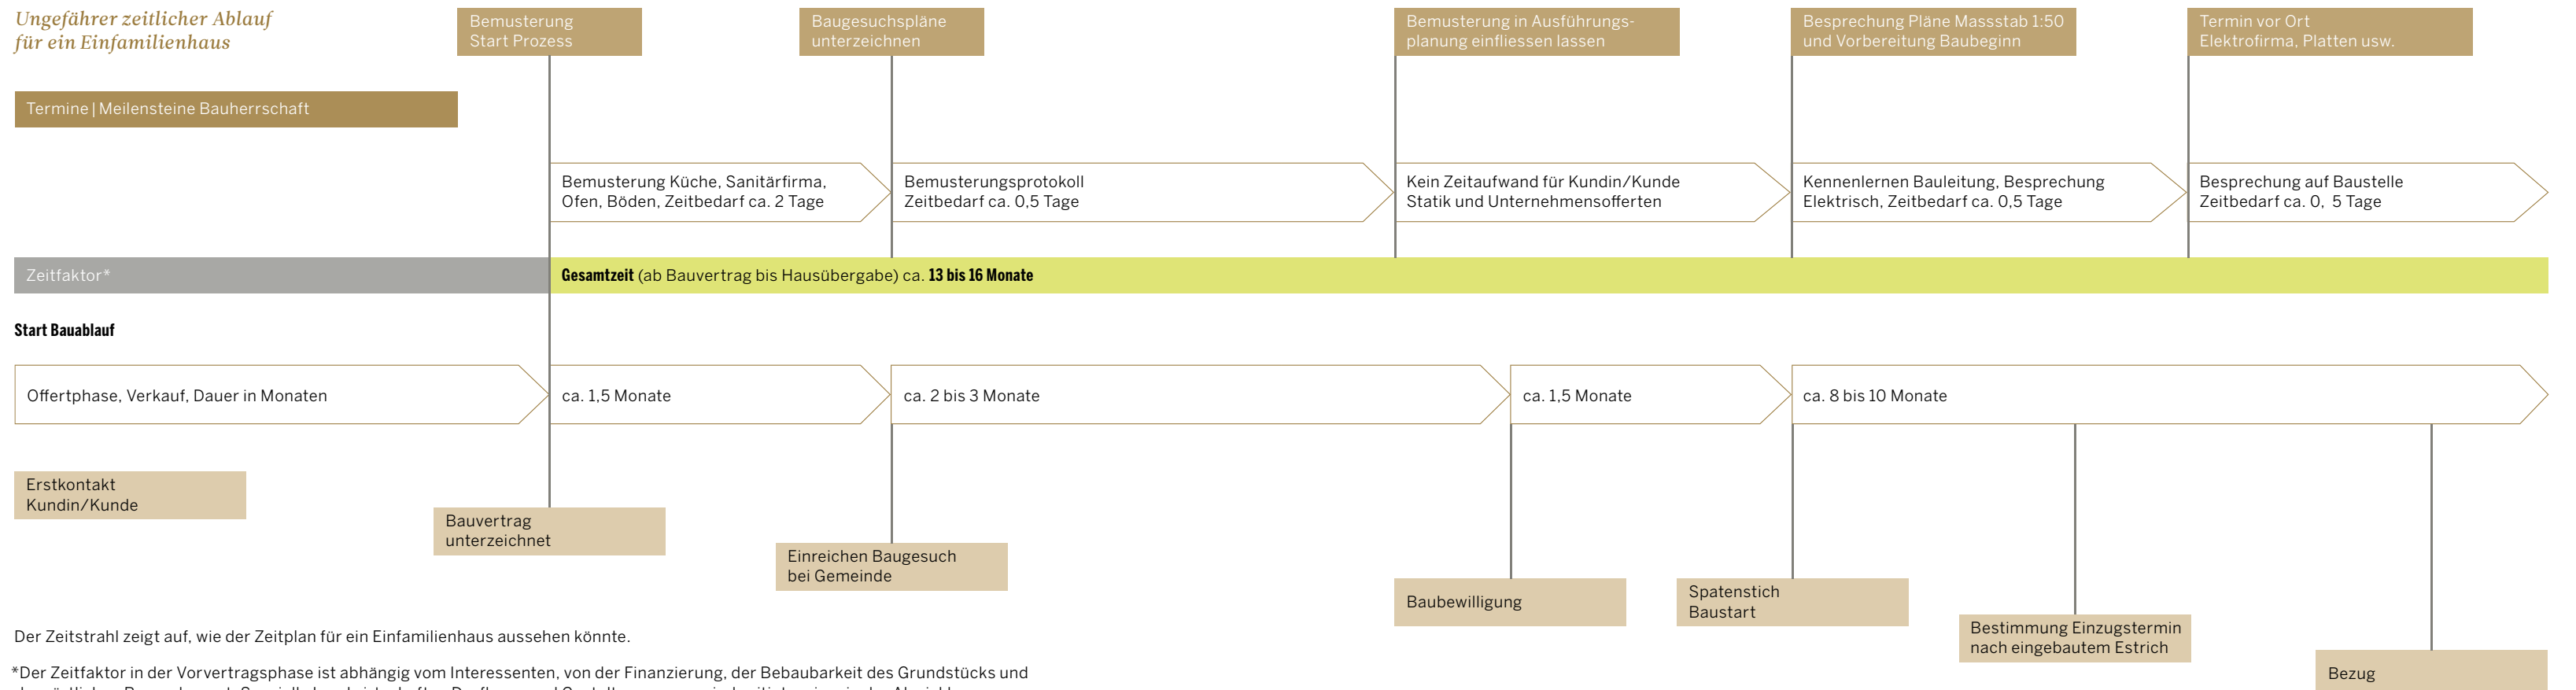 Ungefährer zeitlicher Ablauf
für ein Einfamilienhaus
Bemusterung
Start Prozess
Baugesuchspläne
unterzeichnen
Bemusterung in Ausführungs-
planung einfliessen lassen
Besprechung Pläne Massstab 1:50
und Vorbereitung Baubeginn
Termin vor Ort
Elektrofirma, Platten usw.
Termine | Meilensteine Bauherrschaft
Bemusterung Küche, Sanitärfirma,
Ofen, Böden, Zeitbedarf ca. 2 Tage
Bemusterungsprotokoll
Zeitbedarf ca. 0,5 Tage
Kein Zeitaufwand für Kundin/Kunde
Statik und Unternehmensofferten
Kennenlernen Bauleitung, Besprechung
Elektrisch, Zeitbedarf ca. 0,5 Tage
Besprechung auf Baustelle
Zeitbedarf ca. 0, 5 Tage
Zeitfaktor*
Gesamtzeit (ab Bauvertrag bis Hausübergabe) ca. 13 bis 16 Monate
Start Bauablauf
Offertphase, Verkauf, Dauer in Monaten
ca. 1,5 Monate
ca. 2 bis 3 Monate
ca. 1,5 Monate
ca. 8 bis 10 Monate
Erstkontakt
Kundin/Kunde
Bauvertrag
unterzeichnet
Einreichen Baugesuch
bei Gemeinde
Baubewilligung
Spatenstich
Baustart
Bestimmung Einzugstermin
nach eingebautem Estrich
Bezug
Der Zeitstrahl zeigt auf, wie der Zeitplan für ein Einfamilienhaus aussehen könnte.
*Der Zeitfaktor in der Vorvertragsphase ist abhängig vom Interessenten, von der Finanzierung, der Bebaubarkeit des Grundstücks und